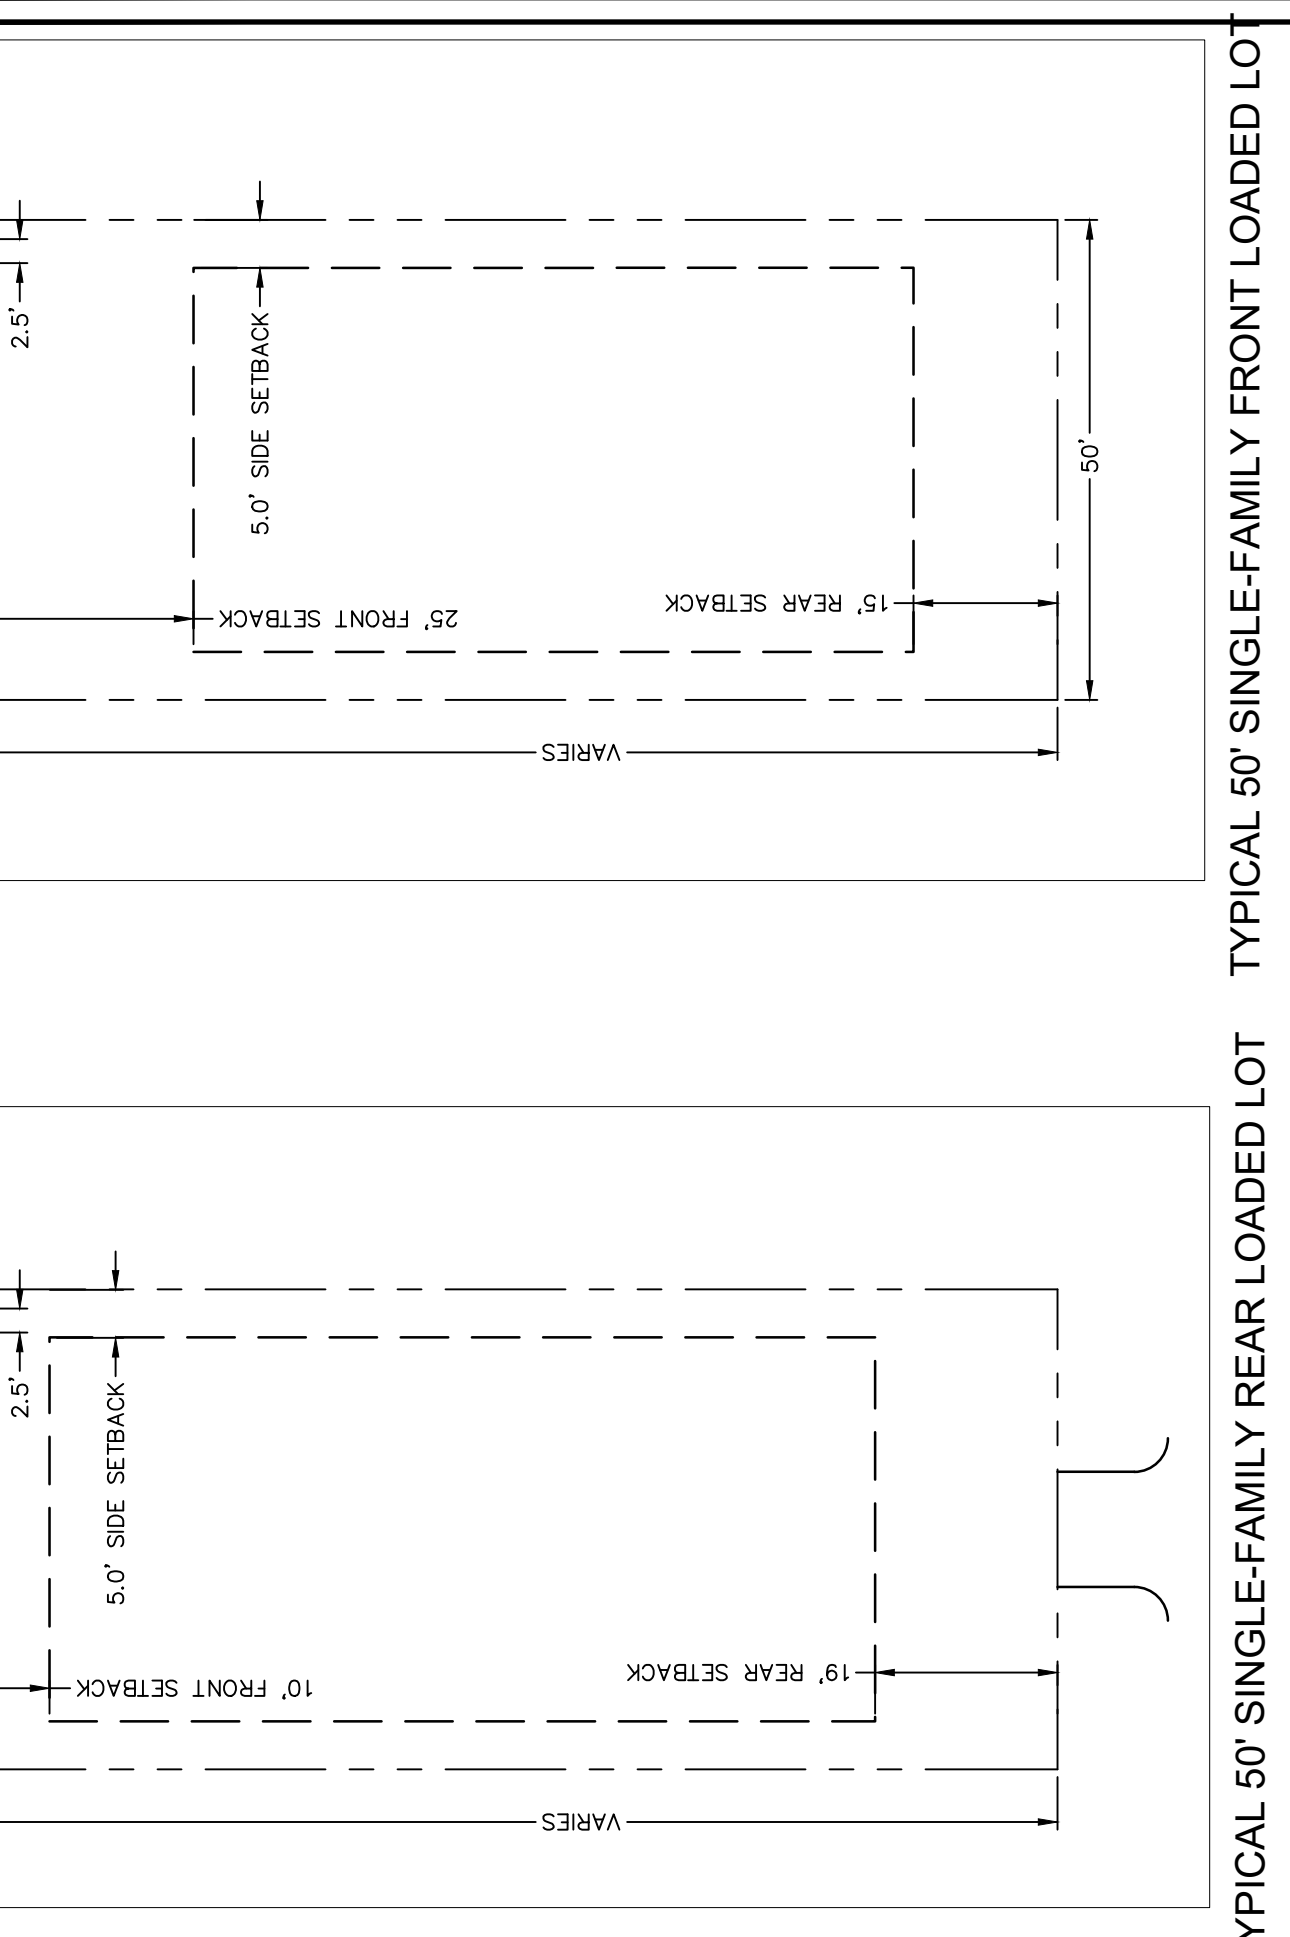 2.5'
5.0' SIDE SETBACK
25' FRONT SETBACK
15' REAR SETBACK
50'
VARIES
TYPICAL 50' SINGLE-FAMILY FRONT LOADED LOT
2.5'
5.0' SIDE SETBACK
10' FRONT SETBACK
19' REAR SETBACK
VARIES
YPICAL 50' SINGLE-FAMILY REAR LOADED LOT